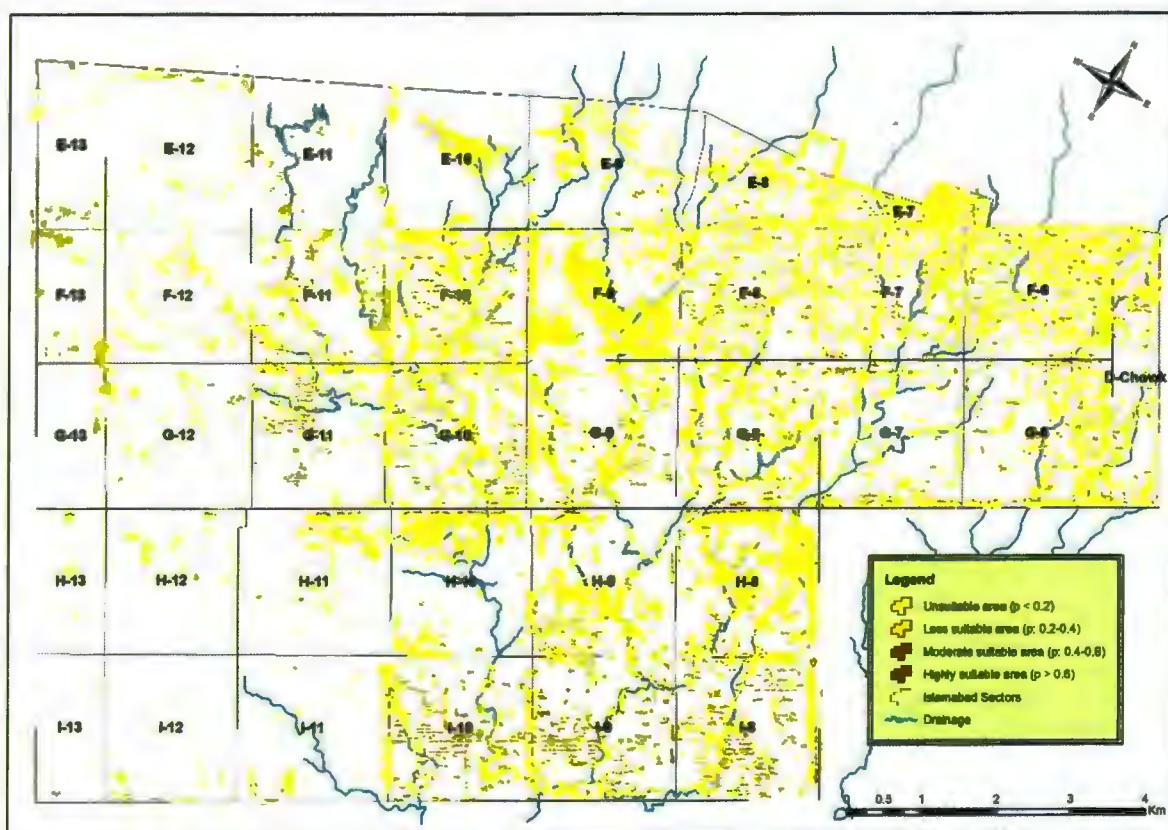 E-13
E-12
E-11
E-10
E-9
E-8
E-7
F-13
F-12
F-11
F-10
F-9
F-8
F-7
F-6
D-Chowk
G-13
G-12
G-11
G-10
G-9
G-8
G-7
G-6
H-13
H-12
H-11
H-10
H-9
H-8
I-13
I-12
I-11
I-10
I-9
I-8
Legend
Unsuitable area (p < 0.2)
Less suitable area (p: 0.2-0.4)
Moderate suitable area (p: 0.4-0.6)
Highly suitable area (p > 0.6)
Islamabad Sectors
Drainage
0 0.5 1 2 3 4
Km